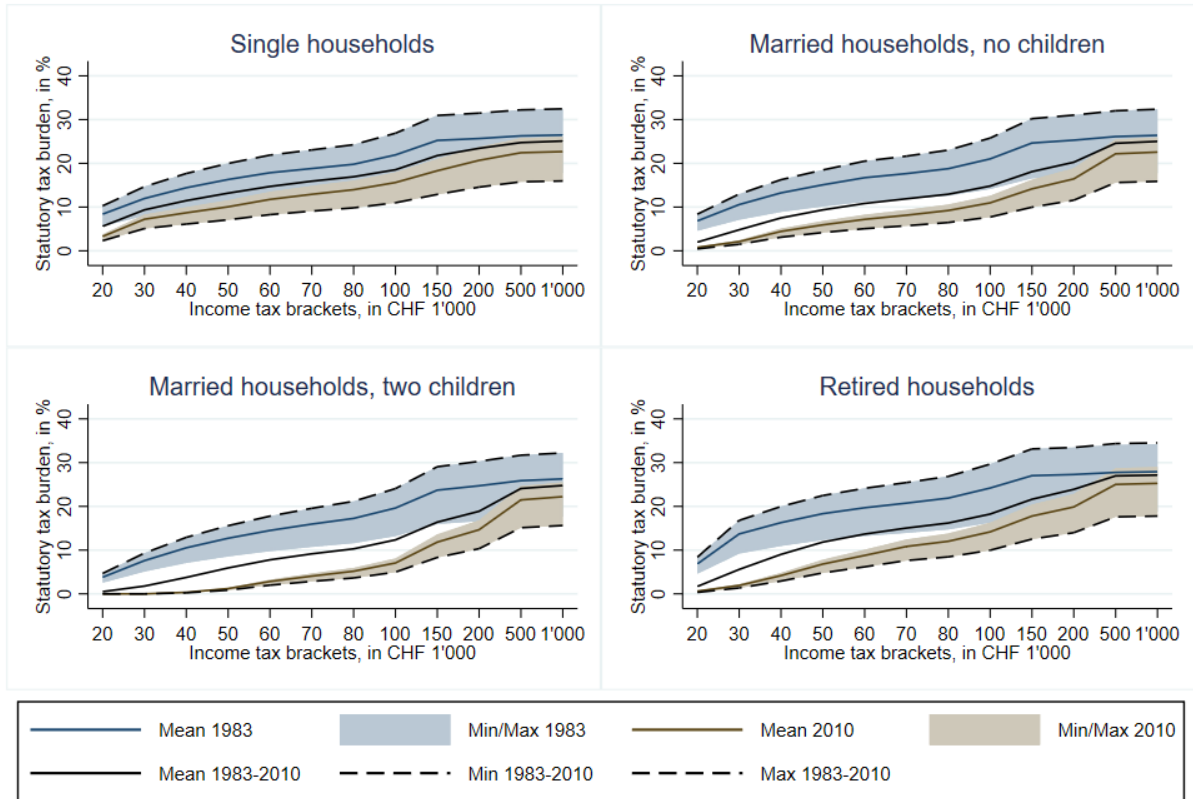 Single households
Statutory tax burden, in %
40
30
20
10
0
20 30 40 50 60 70 80 100 150 200 500 1'000
Income tax brackets, in CHF 1'000
Married households, no children
Statutory tax burden, in %
40
30
20
10
0
20 30 40 50 60 70 80 100 150 200 500 1'000
Income tax brackets, in CHF 1'000
Married households, two children
Statutory tax burden, in %
40
30
20
10
0
20 30 40 50 60 70 80 100 150 200 500 1'000
Income tax brackets, in CHF 1'000
Retired households
Statutory tax burden, in %
40
30
20
10
0
20 30 40 50 60 70 80 100 150 200 500 1'000
Income tax brackets, in CHF 1'000
Mean 1983 Min/Max 1983 Mean 2010 Min/Max 2010
Mean 1983-2010 Min 1983-2010 Max 1983-2010